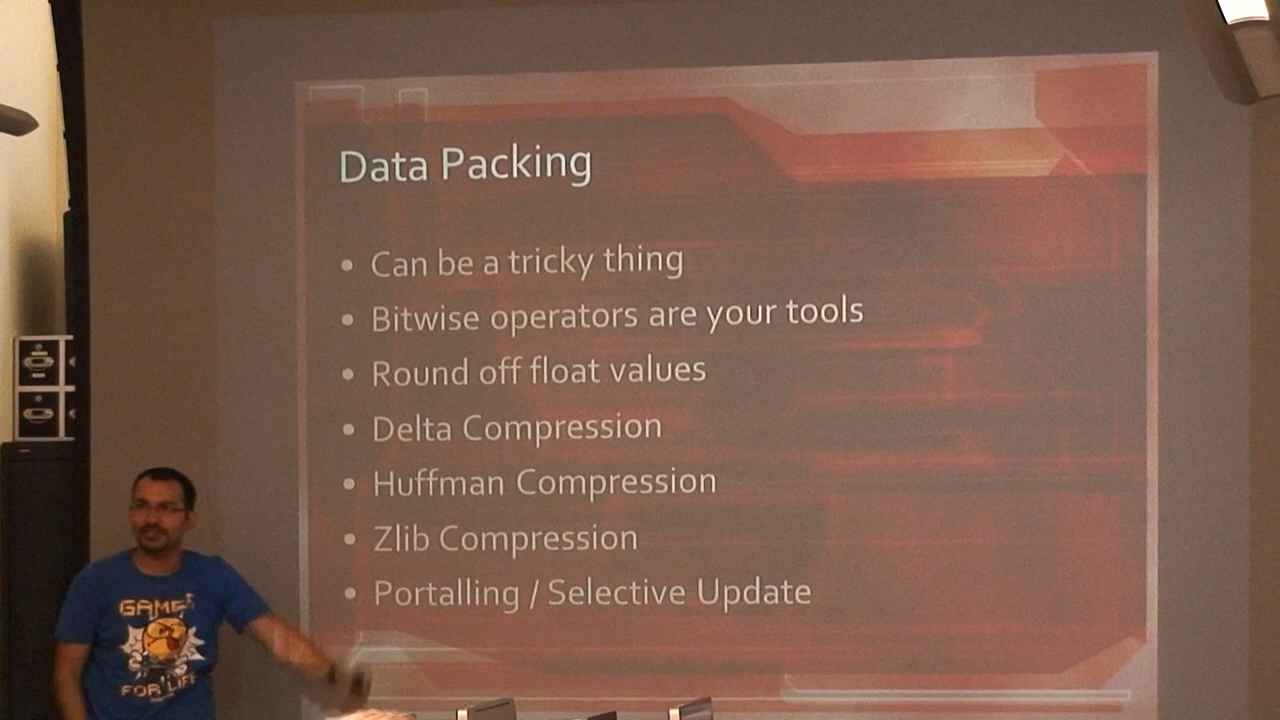 Data Packing
• Can be a tricky thing
• Bitwise operators are your tools
• Round off float values
• Delta Compression
• Huffman Compression
• Zlib Compression
• Portalling / Selective Update
GAME
FOR LIFE